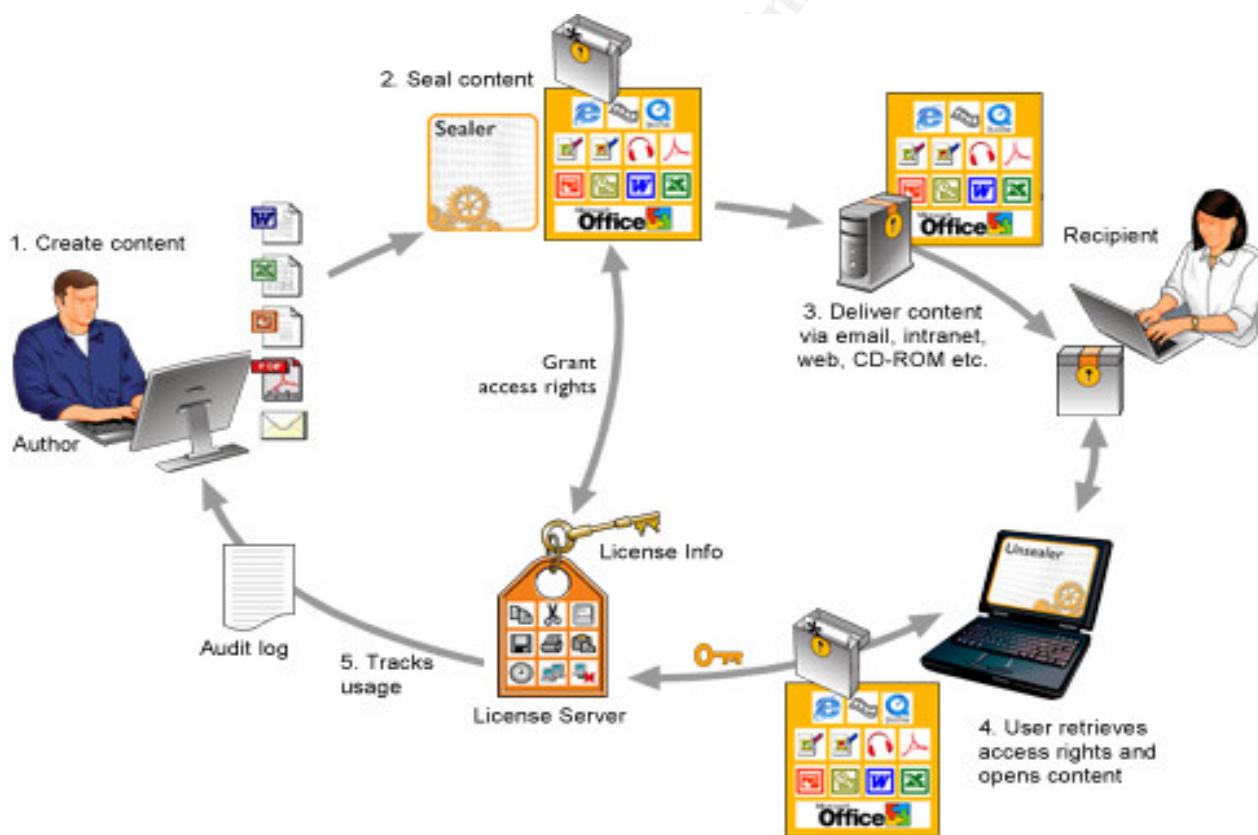 2. Seal content
Sealer
Microsoft
Office
1. Create content
PDF
Author
Grant
access rights
Office
3. Deliver content
via email, intranet,
web, CD-ROM etc.
Recipient
License Info
License Server
Audit log
5. Tracks
usage
Unsealer
4. User retrieves
access rights and
opens content
Office